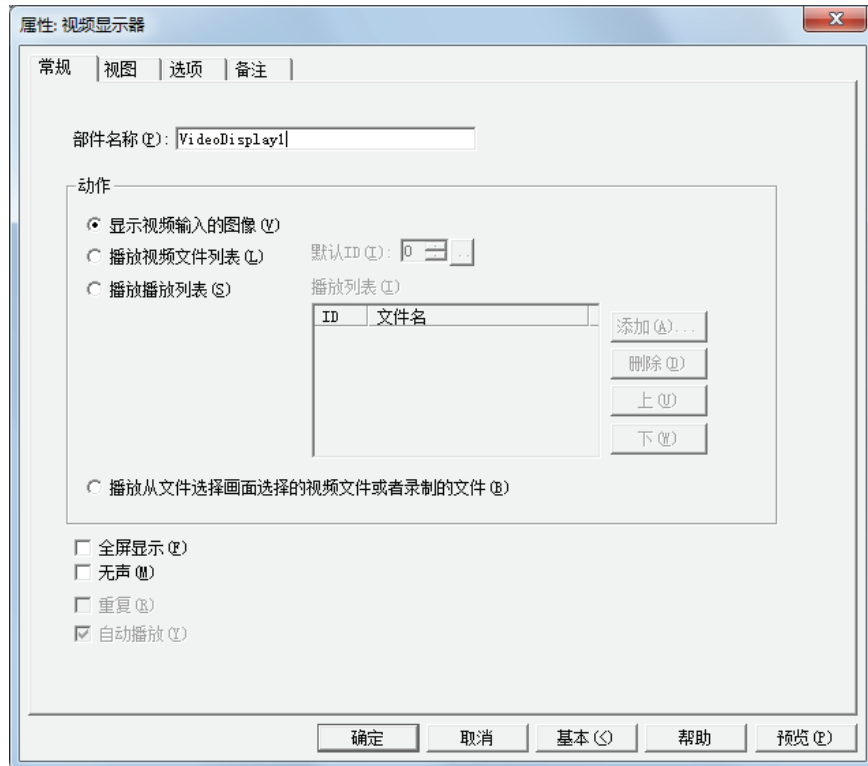 属性: 视频显示器
常规 视图 选项 备注
部件名称(P): VideoDisplay1
动作
显示视频输入的图像(V)
播放视频文件列表(L) 默认ID(I): 0 ..
播放播放列表(S) 播放列表(I)
ID 文件名
添加(A)...
删除(D)
上(U)
下(W)
播放从文件选择画面选择的视频文件或者录制的文件(B)
全屏显示(F)
无声(M)
重复(R)
自动播放(Y)
确定 取消 基本(<) 帮助 预览(P)